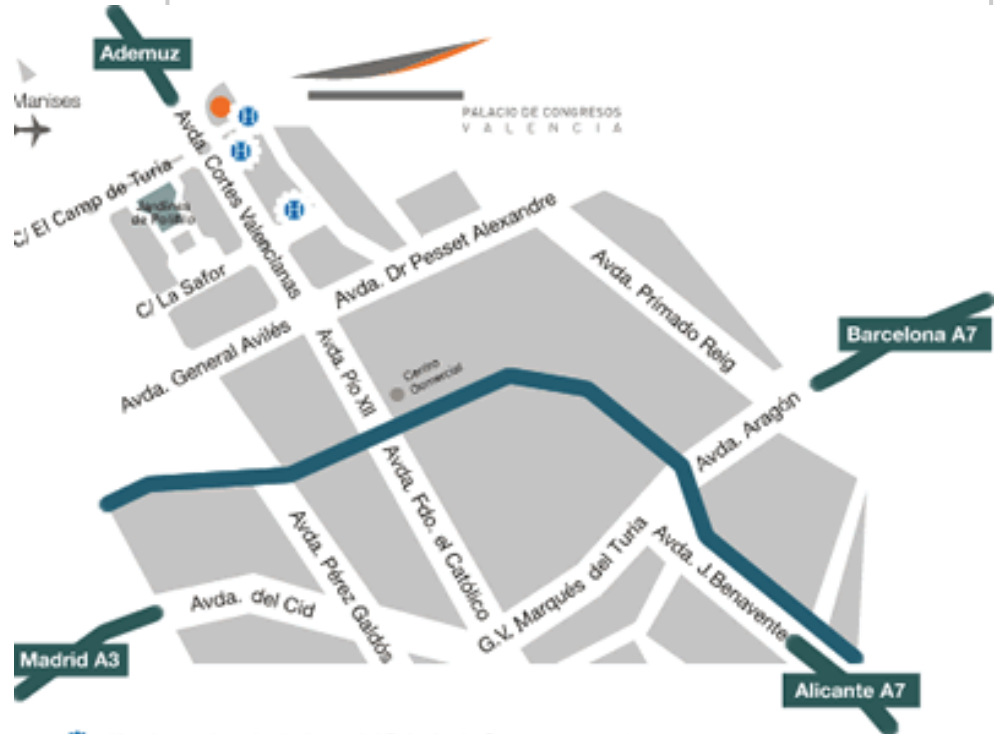 Ademuz
Manises
PALACIO DE CONGRESOS
VALENCIA
H
H
H
Avda. Cortes Valencianas
C/ El Camp de Turia
Jardines
de Polifilo
C/ La Safor
Avda. Dr Pesset Alexandre
Avda. General Avilés
Avda. Pío XII
Centro
Comercial
Avda. Primado Reig
Barcelona A7
Avda. Aragón
Avda. Fdo. el Católico
Avda. Pérez Galdós
Avda. del Cid
G.V. Marqués del Turia
Avda. J.Benavente
Madrid A3
Alicante A7